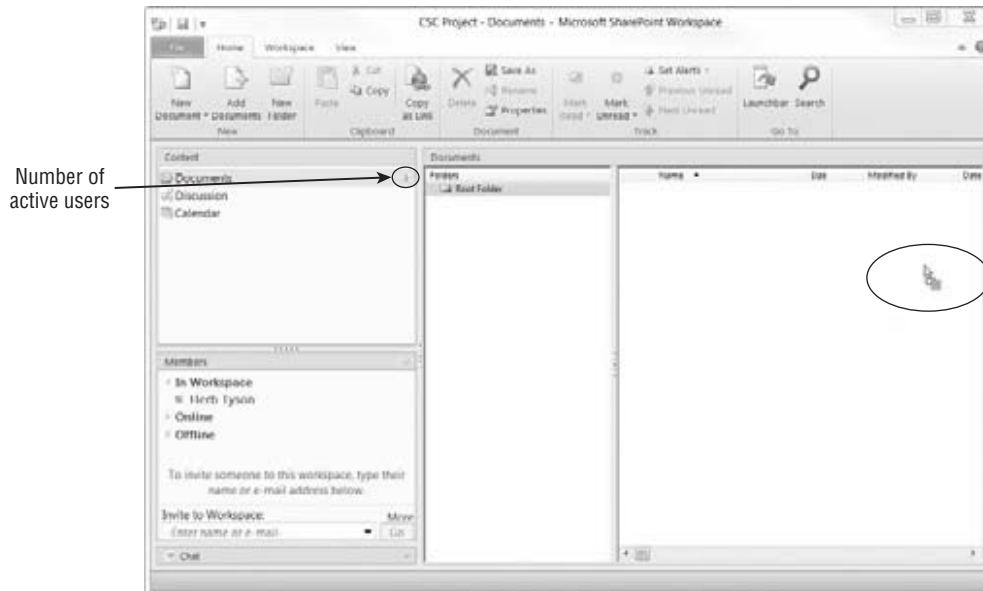 CSC Project - Documents - Microsoft SharePoint Workspace
File Home Workspace View
New Document
Add Documents
New Folder
New
Paste
Cut
Copy
Copy as Link
Clipboard
Delete
Save As
Rename
Properties
Document
Mark Read
Mark Unread
Set Alerts
Previous Unread
Next Unread
Track
Launchbar
Search
Go To
Content
Documents
Discussion
Calendar
Number of
active users
Members
In Workspace
Herb Tyson
Online
Offline
To invite someone to this workspace, type their
name or e-mail address below.
Invite to Workspace: More
Enter name or e-mail Go
Chat
Documents
Folders
Root Folder
Name Size Modified By Date